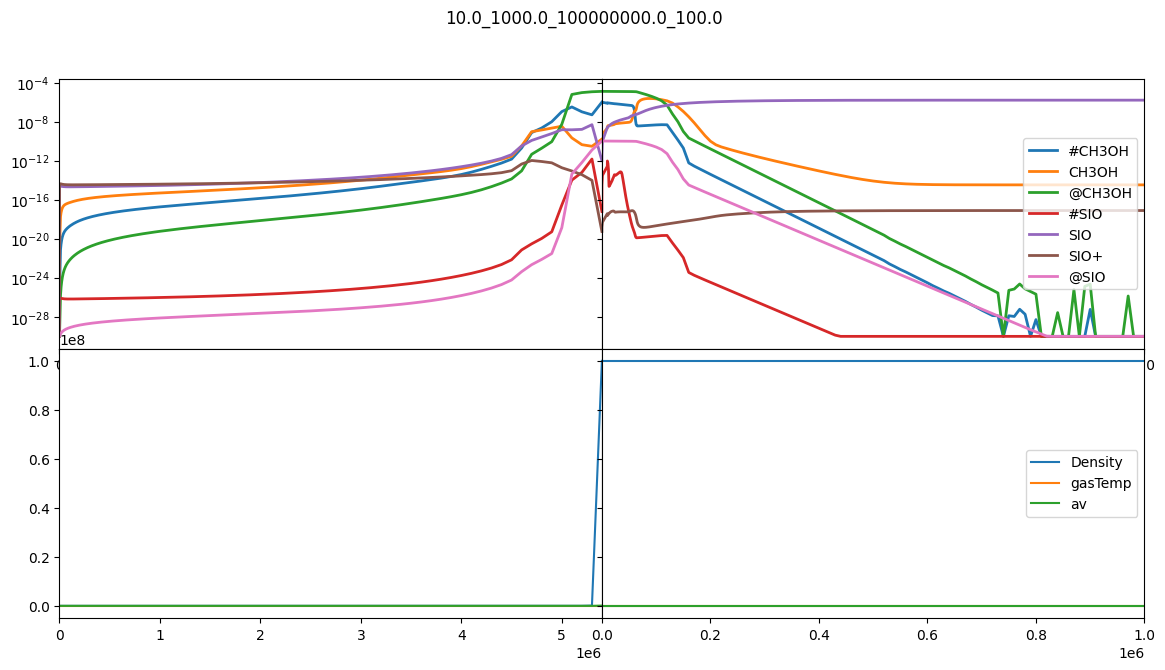 10.0_1000.0_100000000.0_100.0
10⁻⁴
10⁻⁸
10⁻¹²
10⁻¹⁶
10⁻²⁰
10⁻²⁴
10⁻²⁸
#CH3OH
CH3OH
@CH3OH
#SIO
SIO
SIO+
@SIO
1e8
0
1.0
0.8
0.6
0.4
0.2
0.0
Density
gasTemp
av
0 1 2 3 4 5 0.0 0.2 0.4 0.6 0.8 1.0
1e6 1e6